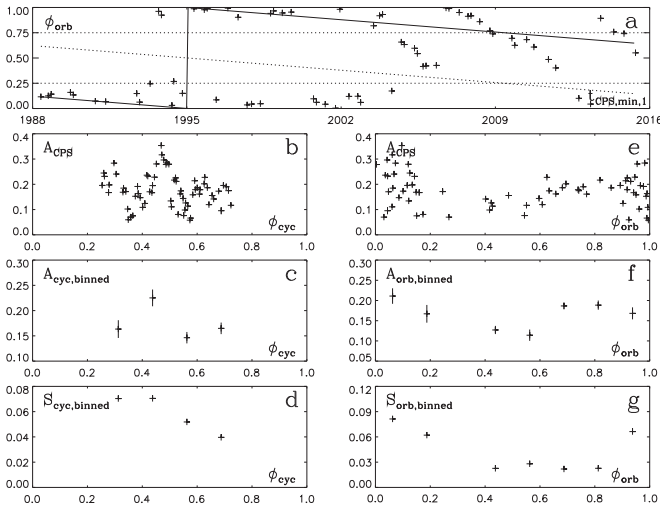 1.00 ϕorb a
0.75
0.50
0.25
0.00 tCPS,min,1
1988 1995 2002 2009 2016
0.4 ACPS b
0.3
0.2
0.1
0.0 ϕcyc
0.0 0.2 0.4 0.6 0.8 1.0
0.4 ACPS e
0.3
0.2
0.1
0.0 ϕorb
0.0 0.2 0.4 0.6 0.8 1.0
0.30 Acyc,binned c
0.25
0.20
0.15
0.10 ϕcyc
0.0 0.2 0.4 0.6 0.8 1.0
0.30 Aorb,binned f
0.25
0.20
0.15
0.10
0.05 ϕorb
0.0 0.2 0.4 0.6 0.8 1.0
0.08 Scyc,binned d
0.06
0.04
0.02
0.00 ϕcyc
0.0 0.2 0.4 0.6 0.8 1.0
0.12 Sorb,binned g
0.09
0.06
0.03
0.00 ϕorb
0.0 0.2 0.4 0.6 0.8 1.0